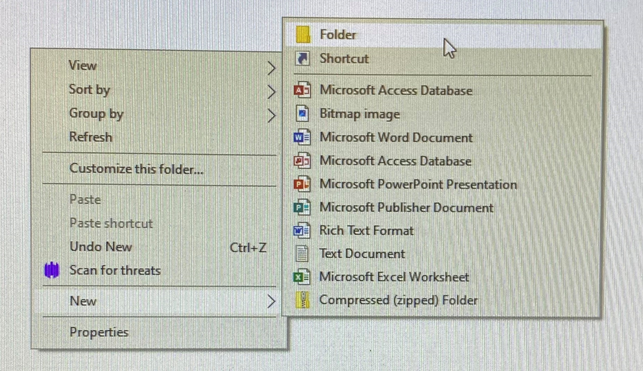 View
Sort by
Group by
Refresh
Customize this folder...
Paste
Paste shortcut
Undo New Ctrl+Z
Scan for threats
New
Properties
Folder
Shortcut
Microsoft Access Database
Bitmap image
Microsoft Word Document
Microsoft Access Database
Microsoft PowerPoint Presentation
Microsoft Publisher Document
Rich Text Format
Text Document
Microsoft Excel Worksheet
Compressed (zipped) Folder